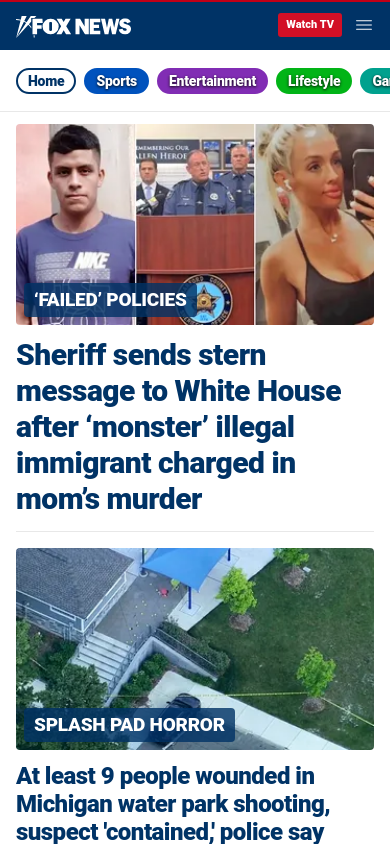 FOX NEWS
Watch TV
Home
Sports
Entertainment
Lifestyle
Ga
EMEMBERING OUR
ALLEN HEROE
NIKE
‘FAILED’ POLICIES
Sheriff sends stern
message to White House
after ‘monster’ illegal
immigrant charged in
mom’s murder
SPLASH PAD HORROR
At least 9 people wounded in
Michigan water park shooting,
suspect 'contained,' police say